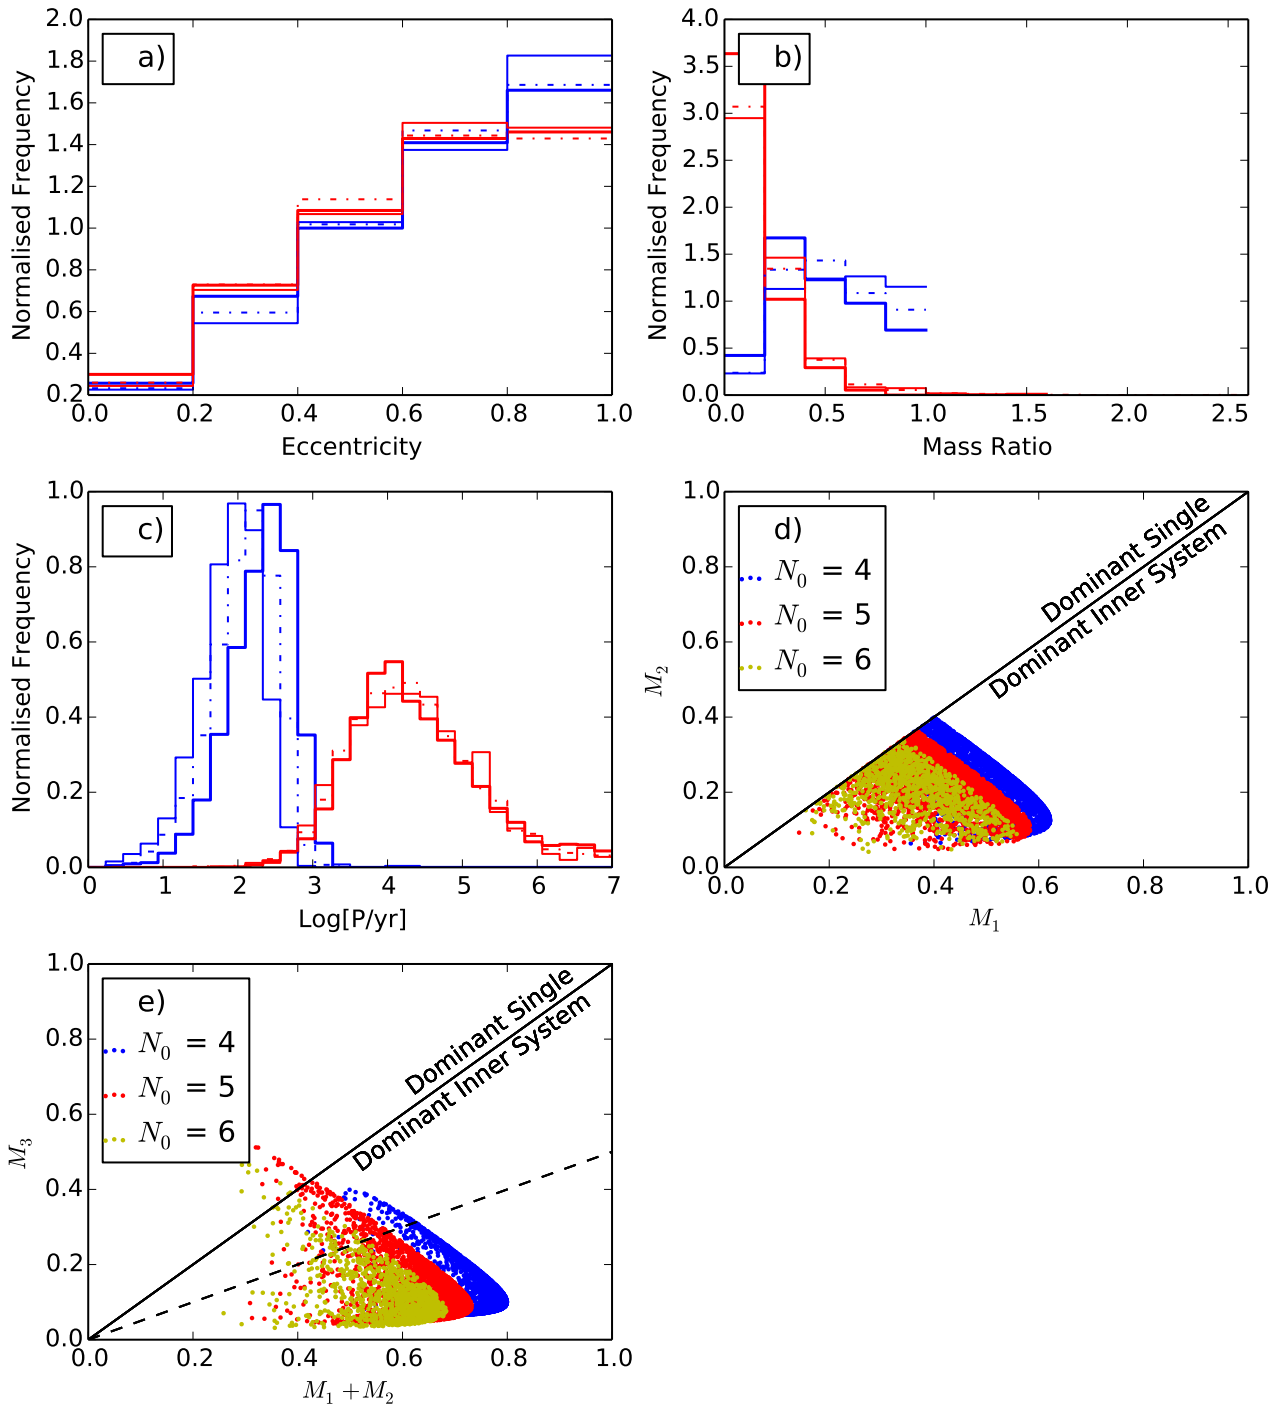 a)
2.0
1.8
1.6
1.4
1.2
1.0
0.8
0.6
0.4
0.2
Normalised Frequency
0.0 0.2 0.4 0.6 0.8 1.0
Eccentricity
b)
4.0
3.5
3.0
2.5
2.0
1.5
1.0
0.5
0.0
Normalised Frequency
0.0 0.5 1.0 1.5 2.0 2.5
Mass Ratio
c)
1.0
0.8
0.6
0.4
0.2
0.0
Normalised Frequency
0 1 2 3 4 5 6 7
Log[P/yr]
d)
N₀ = 4
N₀ = 5
N₀ = 6
Dominant Single
Dominant Inner System
1.0
0.8
0.6
0.4
0.2
0.0
M₂
0.0 0.2 0.4 0.6 0.8 1.0
M₁
e)
N₀ = 4
N₀ = 5
N₀ = 6
Dominant Single
Dominant Inner System
1.0
0.8
0.6
0.4
0.2
0.0
M₃
0.0 0.2 0.4 0.6 0.8 1.0
M₁ + M₂